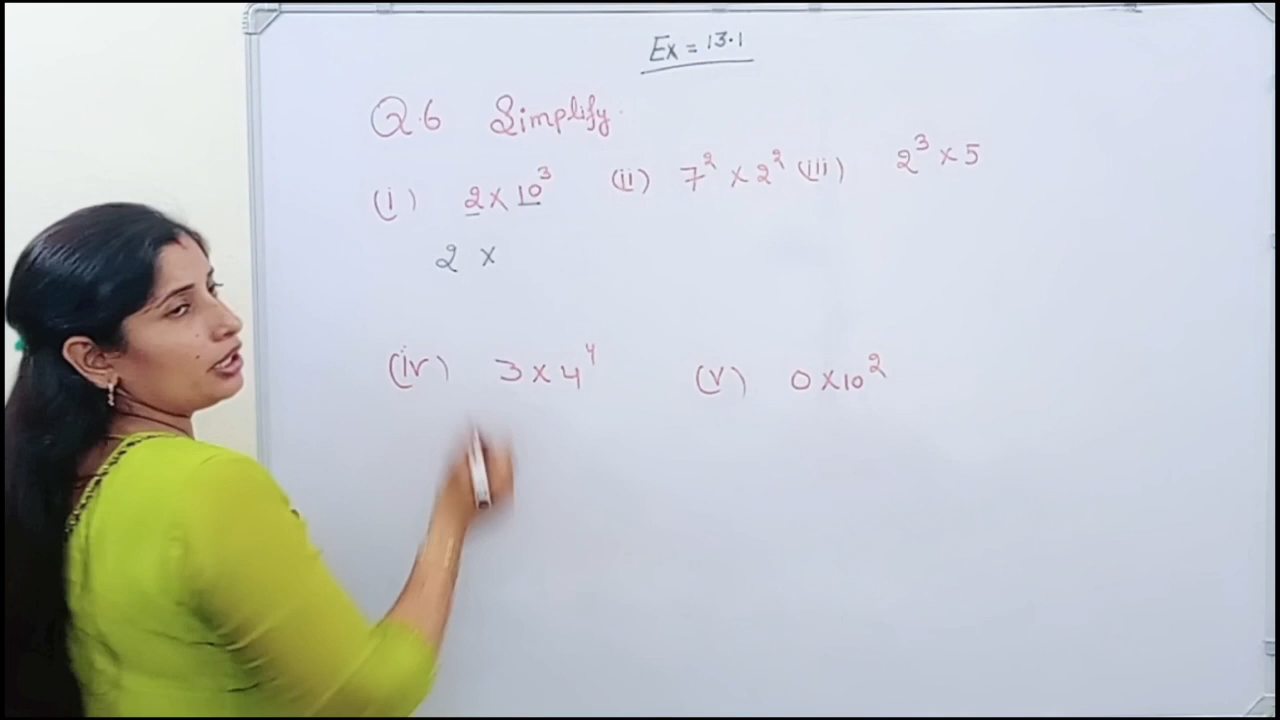 Ex = 13.1
Q.6 Simplify.
(i) 2 × 10³ (ii) 7² × 2² (iii) 2³ × 5
2 ×
(iv) 3 × 4⁴ (v) 0 × 10²